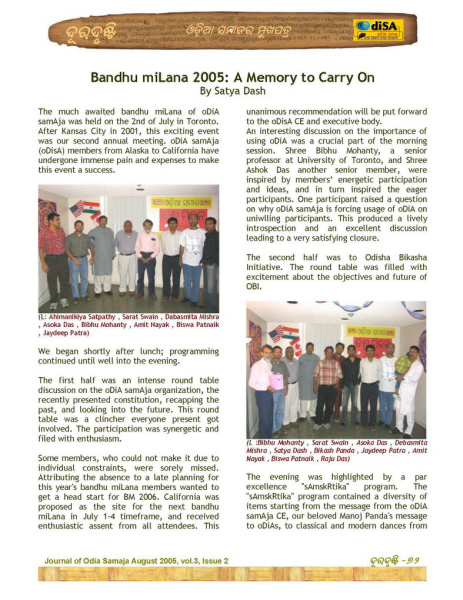 ଦୂରଦୃଷ୍ଟି
ଓଡ଼ିଆ ସମାଜର ମୁଖପତ୍ର
diSA
Bandhu miLana 2005: A Memory to Carry On
By Satya Dash
The much awaited bandhu miLana of oDiA
samAja was held on the 2nd of July in Toronto.
After Kansas City in 2001, this exciting event
was our second annual meeting. oDiA samAja
(oDisA) members from Alaska to California have
undergone immense pain and expenses to make
this event a success.
(L: Ahimanikiya Satpathy , Sarat Swain , Dabasmita Mishra
, Asoka Das , Bibhu Mohanty , Amit Nayak , Biswa Patnaik
, Jaydeep Patra)
We began shortly after lunch; programming
continued until well into the evening.
The first half was an intense round table
discussion on the oDiA samAja organization, the
recently presented constitution, recapping the
past, and looking into the future. This round
table was a clincher everyone present got
involved. The participation was synergetic and
filed with enthusiasm.
Some members, who could not make it due to
individual constraints, were sorely missed.
Attributing the absence to a late planning for
this year's bandhu miLana members wanted to
get a head start for BM 2006. California was
proposed as the site for the next bandhu
miLana in July 1-4 timeframe, and received
enthusiastic assent from all attendees. This
unanimous recommendation will be put forward
to the oDisA CE and executive body.
An interesting discussion on the importance of
using oDiA was a crucial part of the morning
session. Shree Bibhu Mohanty, a senior
professor at University of Toronto, and Shree
Ashok Das another senior member, were
inspired by members' energetic participation
and ideas, and in turn inspired the eager
participants. One participant raised a question
on why oDiA samAja is forcing usage of oDiA on
uniwlling participants. This produced a lively
introspection and an excellent discussion
leading to a very satisfying closure.
The second half was to Odisha Bikasha
Initiative. The round table was filled with
excitement about the objectives and future of
OBI.
(L :Bibhu Mohanty , Sarat Swain , Asoka Das , Debasmita
Mishra , Satya Dash , Bikash Panda , Jaydeep Patra , Amit
Nayak , Biswa Patnaik , Raju Das)
The evening was highlighted by a par
excellence "sAmskRtika" program. The
"sAmskRtika" program contained a diversity of
items starting from the message from the oDiA
samAja CE, our beloved Manoj Panda's message
to oDiAs, to classical and modern dances from
Journal of Odia Samaja August 2005, vol.3, Issue 2
ଦୂରଦୃଷ୍ଟି -୭୭